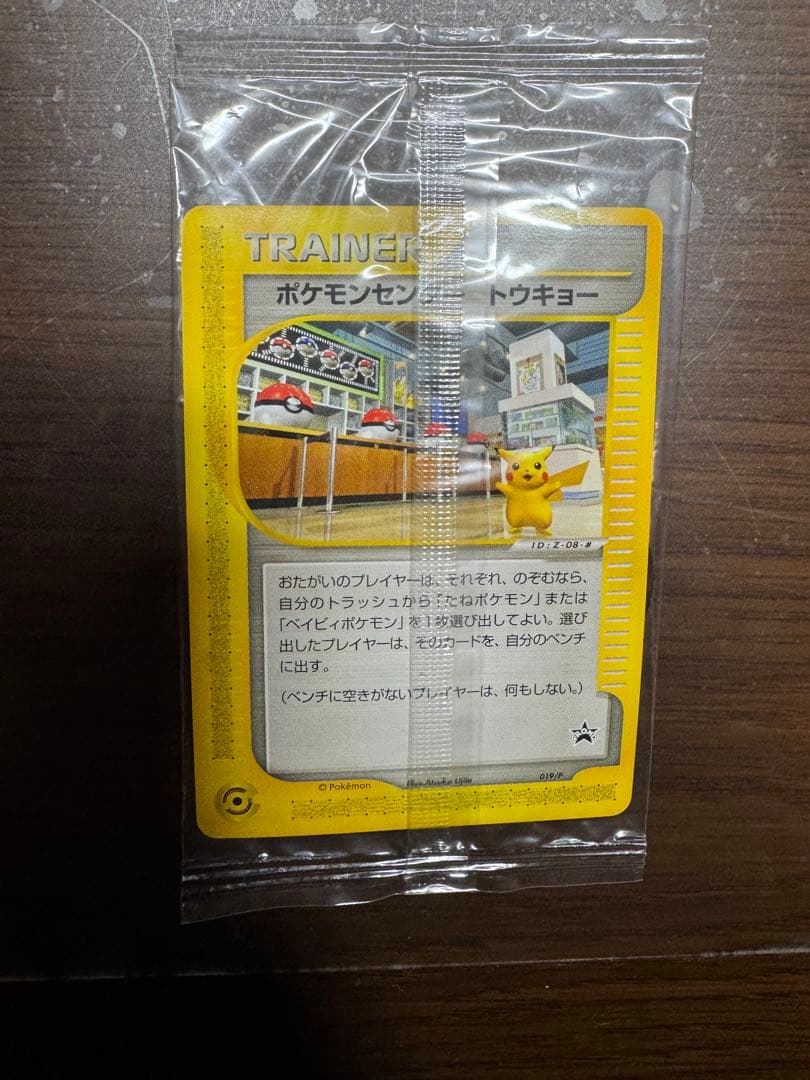 TRAINER
ポケモンセンター トウキョー
ID:Z-08-#
おたがいのプレイヤーは、それぞれ、のぞむなら、
自分のトラッシュから「たねポケモン」または
「ベイビィポケモン」を1枚選び出してよい。選び
出したプレイヤーは、そのカードを、自分のベンチ
に出す。
(ベンチに空きがないプレイヤーは、何もしない。)
© Pokémon
019/P